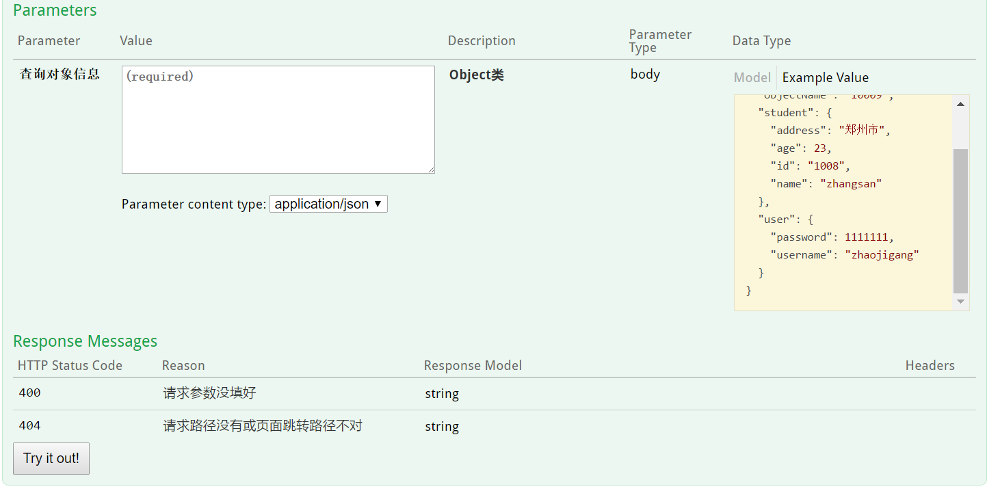 Parameters
Parameter Value Description Parameter Type Data Type
查询对象信息 (required) Object类 body Model Example Value
"objectName": "10009",
"student": {
"address": "郑州市",
"age": 23,
"id": "1008",
"name": "zhangsan"
},
"user": {
"password": 1111111,
"username": "zhaojigang"
}
}
Parameter content type: application/json
Response Messages
HTTP Status Code Reason Response Model Headers
400 请求参数没填好 string
404 请求路径没有或页面跳转路径不对 string
Try it out!